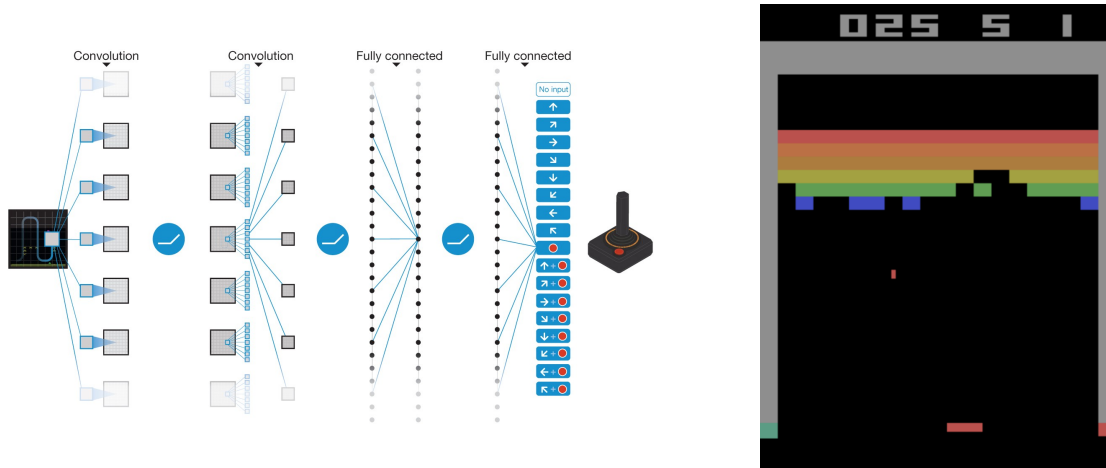 Convolution
Convolution
Fully connected
Fully connected
No input
+
+
+
+
+
+
+
+
025 5 1